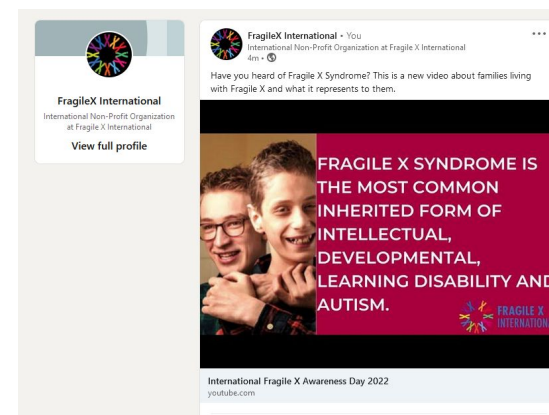 FragileX International
International Non-Profit Organization
at Fragile X International
View full profile
FragileX International • You
International Non-Profit Organization at Fragile X International
4m •
Have you heard of Fragile X Syndrome? This is a new video about families living
with Fragile X and what it represents to them.
FRAGILE X SYNDROME IS
THE MOST COMMON
INHERITED FORM OF
INTELLECTUAL,
DEVELOPMENTAL,
LEARNING DISABILITY AND
AUTISM.
FRAGILE X
INTERNATIONAL
International Fragile X Awareness Day 2022
youtube.com